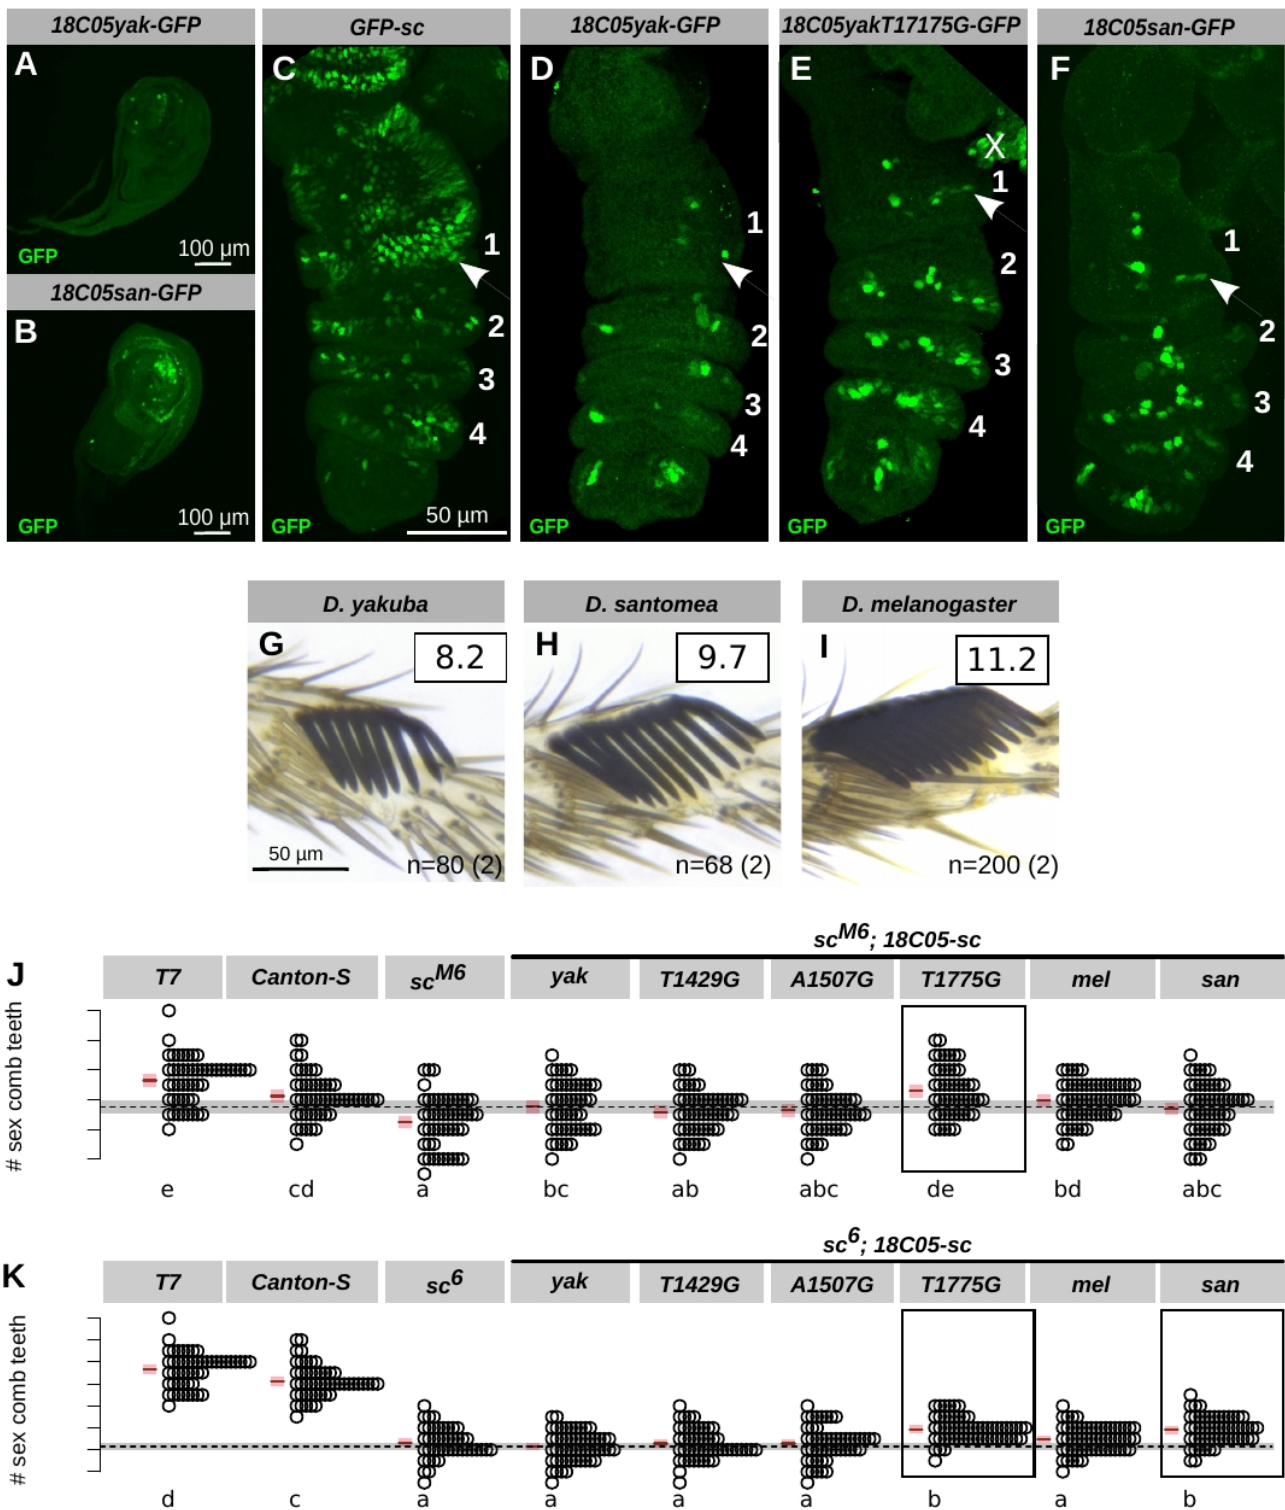 18C05yak-GFP
GFP-sc
18C05yak-GFP
18C05yakT17175G-GFP
18C05san-GFP
A
C
D
E
F
X
1
1
1
1
2
2
2
2
3
3
3
3
4
4
4
4
100 µm
GFP
18C05san-GFP
B
100 µm
GFP
50 µm
GFP
GFP
GFP
GFP
D. yakuba
D. santomea
D. melanogaster
G
8.2
H
9.7
I
11.2
50 µm
n=80 (2)
n=68 (2)
n=200 (2)
sc^M6; 18C05-sc
J
T7
Canton-S
sc^M6
yak
T1429G
A1507G
T1775G
mel
san
# sex comb teeth
e
cd
a
bc
ab
abc
de
bd
abc
sc^6; 18C05-sc
K
T7
Canton-S
sc^6
yak
T1429G
A1507G
T1775G
mel
san
# sex comb teeth
d
c
a
a
a
a
b
a
b